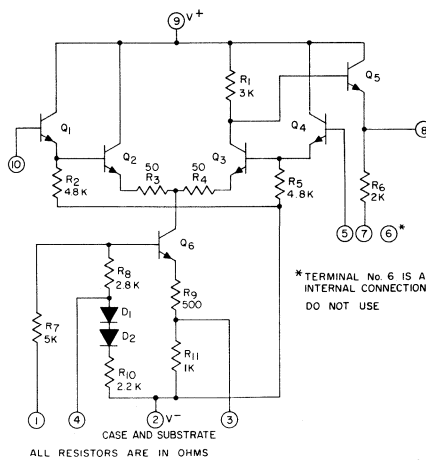 9 V+
R1
3K
Q5
Q1
Q2
50
R3
50
R4
Q3
Q4
10
8
R2
4.8K
R5
4.8K
R6
2K
Q6
5
7
6*
R8
2.8K
R9
500
* TERMINAL No. 6 IS A
INTERNAL CONNECTION
DO NOT USE
D1
D2
R7
5K
R10
2.2K
R11
1K
1
4
2 V-
3
CASE AND SUBSTRATE
ALL RESISTORS ARE IN OHMS